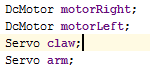 DcMotor motorRight;
DcMotor motorLeft;
Servo claw;
Servo arm;